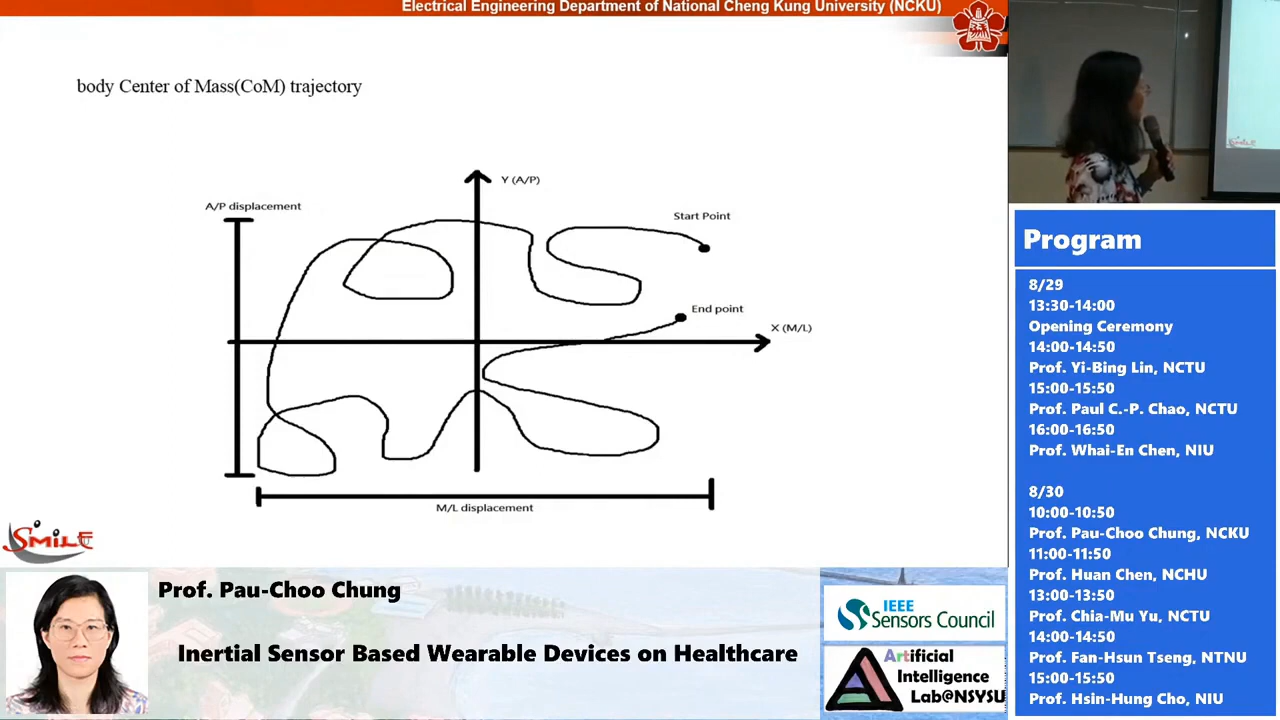 Electrical Engineering Department of National Cheng Kung University (NCKU)
body Center of Mass(CoM) trajectory
Y (A/P)
A/P displacement
Start Point
End point
X (M/L)
M/L displacement
SMILE
Prof. Pau-Choo Chung
Inertial Sensor Based Wearable Devices on Healthcare
IEEE
Sensors Council
Artificial
Intelligence
Lab@NSYSU
Program
8/29
13:30-14:00
Opening Ceremony
14:00-14:50
Prof. Yi-Bing Lin, NCTU
15:00-15:50
Prof. Paul C.-P. Chao, NCTU
16:00-16:50
Prof. Whai-En Chen, NIU
8/30
10:00-10:50
Prof. Pau-Choo Chung, NCKU
11:00-11:50
Prof. Huan Chen, NCHU
13:00-13:50
Prof. Chia-Mu Yu, NCTU
14:00-14:50
Prof. Fan-Hsun Tseng, NTNU
15:00-15:50
Prof. Hsin-Hung Cho, NIU